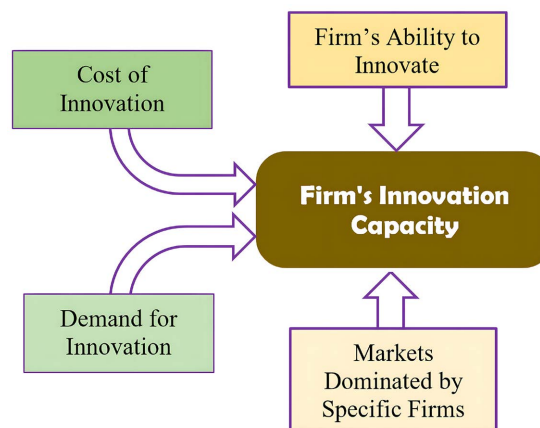 Cost of
Innovation
Firm’s Ability to
Innovate
Firm's Innovation
Capacity
Demand for
Innovation
Markets
Dominated by
Specific Firms